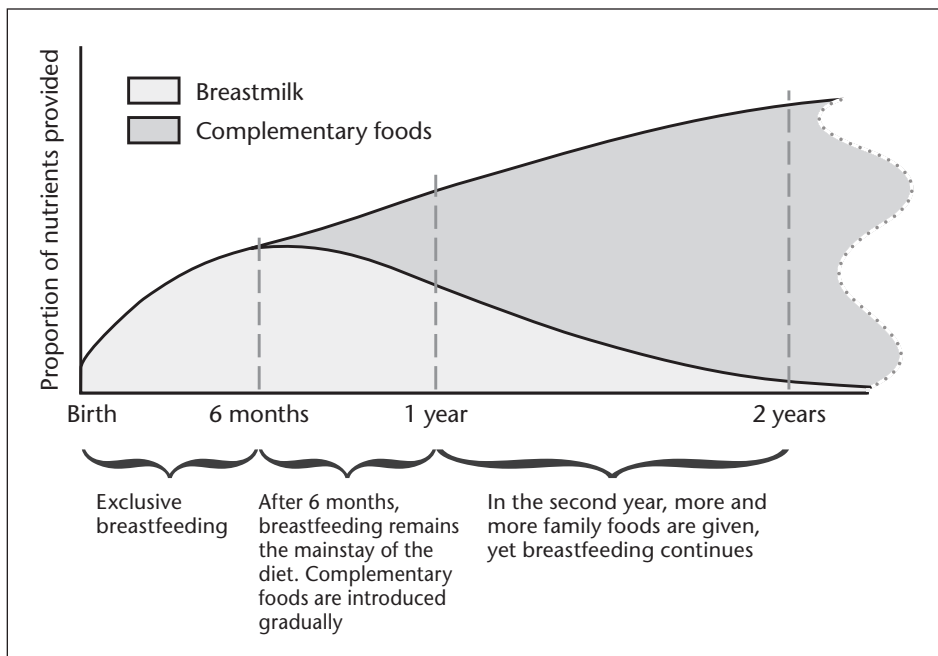 Proportion of nutrients provided
Breastmilk
Complementary foods
Birth
6 months
1 year
2 years
Exclusive
breastfeeding
After 6 months,
breastfeeding remains
the mainstay of the
diet. Complementary
foods are introduced
gradually
In the second year, more and
more family foods are given,
yet breastfeeding continues